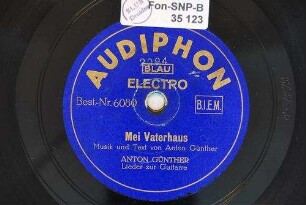 Fon-SNP-B
35 123
AUDIPHON
BLAU
ELECTRO
Best.-Nr. 6080
B.I.E.M.
Mei Vaterhaus
Musik und Text von Anton Günther
ANTON GÜNTHER
Lieder zur Guitarre